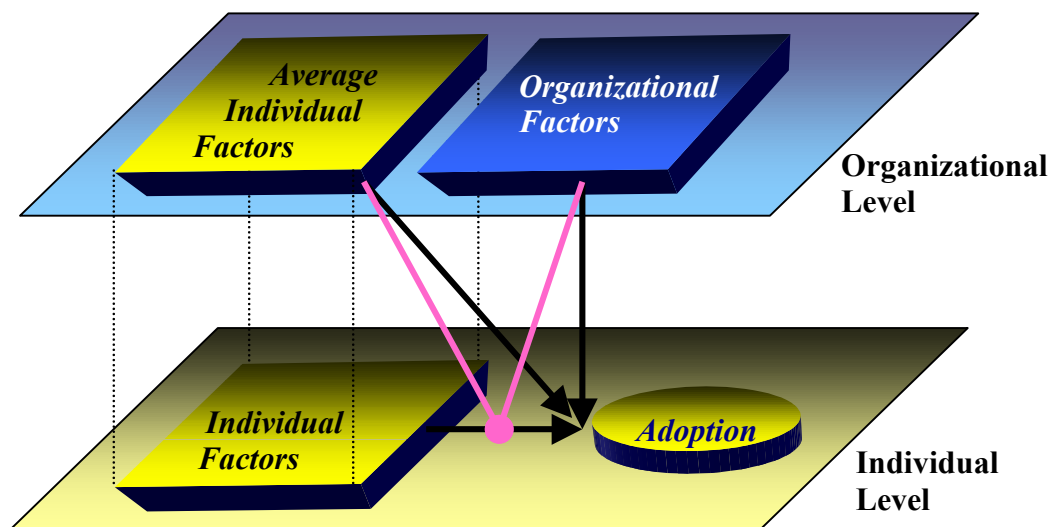 Average
Individual
Factors
Organizational
Factors
Organizational
Level
Individual
Factors
Adoption
Individual
Level